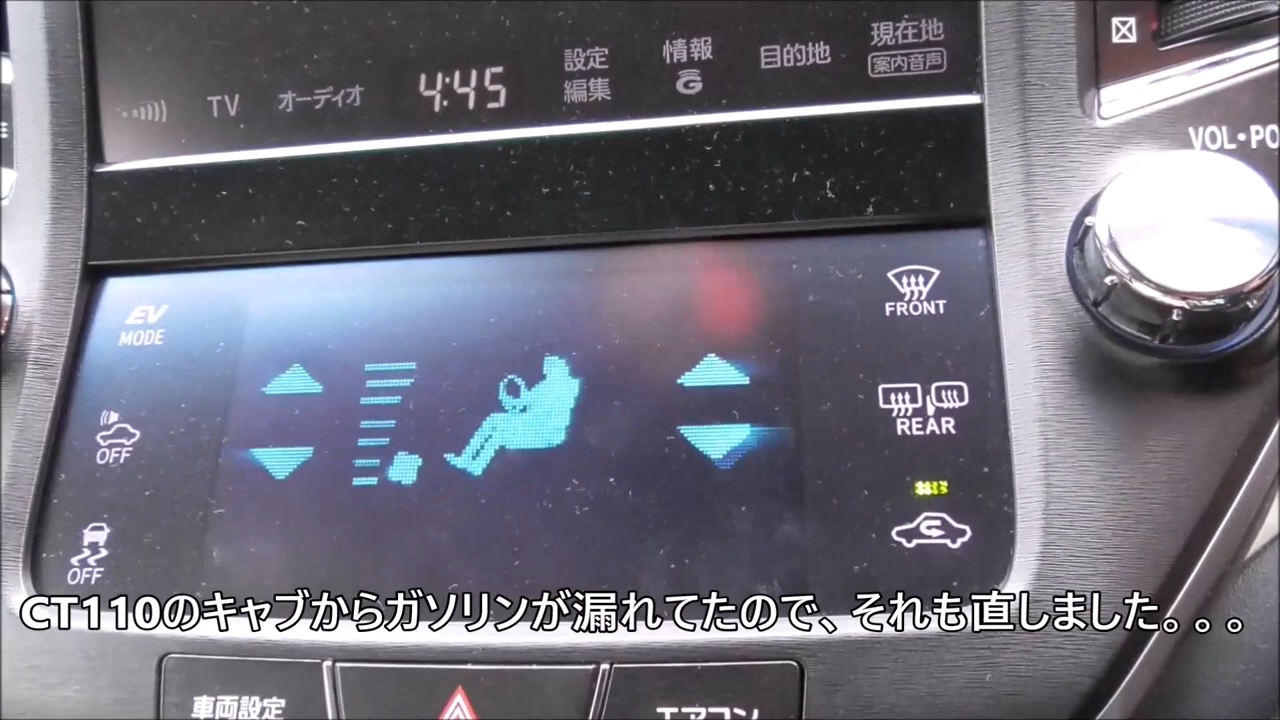 TV
オーディオ
4:45
設定
編集
情報
G
目的地
現在地
案内音声
VOL・PO
EV
MODE
FRONT
OFF
REAR
OFF
CT110のキャブからガソリンが漏れてたので、それも直しました。。。
車両設定
エアコン